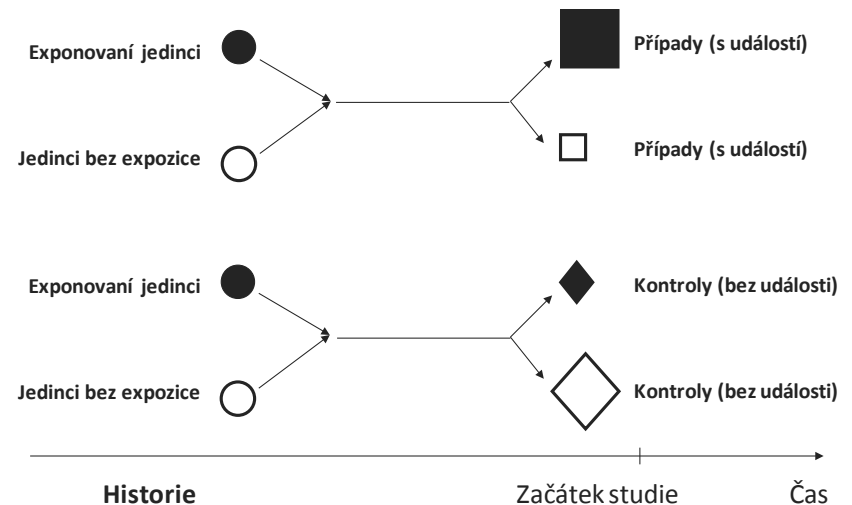 Exponovaní jedinci
Případy (s událostí)
Jedinci bez expozice
Případy (s událostí)
Exponovaní jedinci
Kontroly (bez události)
Jedinci bez expozice
Kontroly (bez události)
Historie
Začátek studie
Čas